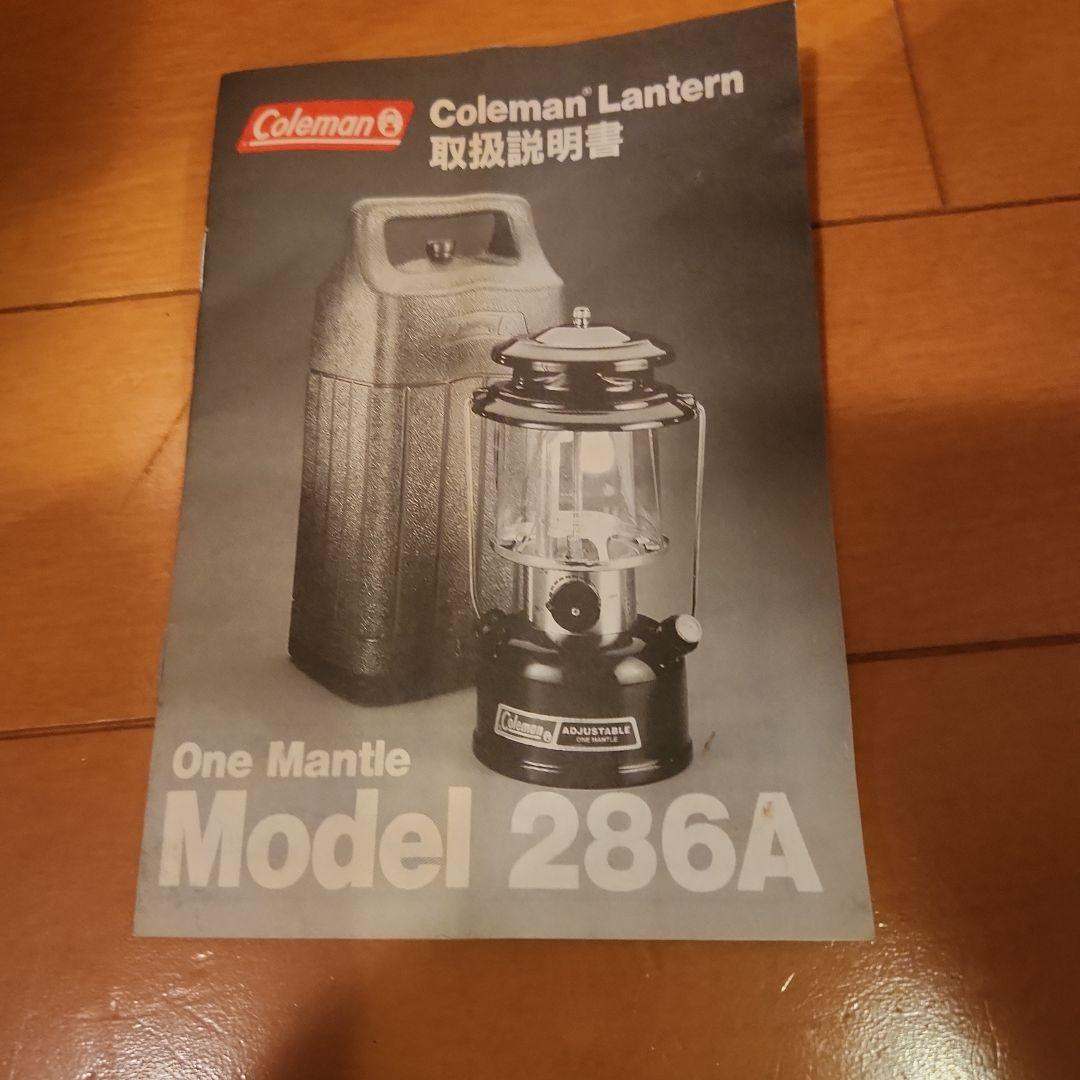 Coleman
Coleman® Lantern
取扱説明書
Coleman
ADJUSTABLE
ONE MANTLE
One Mantle
Model 286A